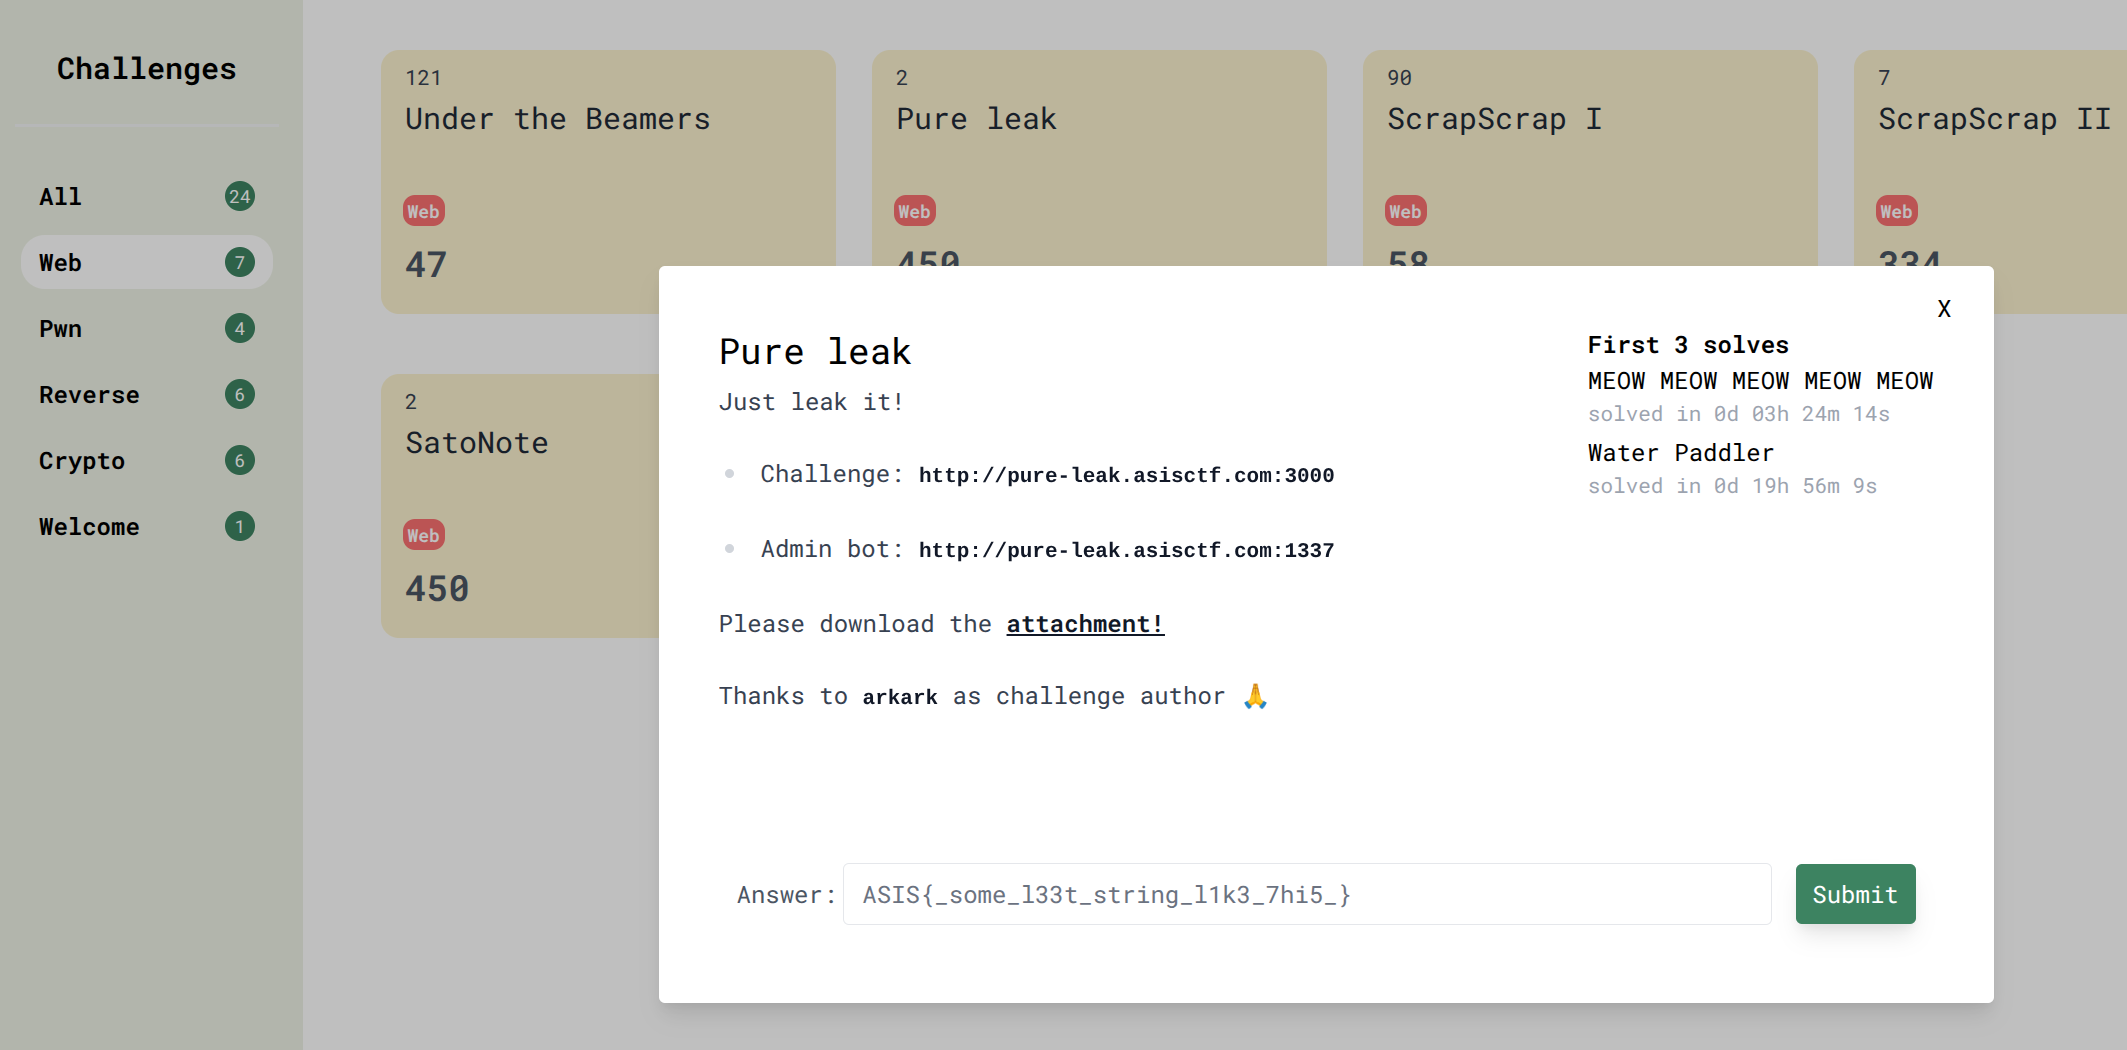 Challenges
All 24
Web 7
Pwn 4
Reverse 6
Crypto 6
Welcome 1
121
Under the Beamers
Web
47
2
Pure leak
Web
450
90
ScrapScrap I
Web
58
7
ScrapScrap II
Web
334
2
SatoNote
Web
450
X
Pure leak
Just leak it!
Challenge: http://pure-leak.asisctf.com:3000
Admin bot: http://pure-leak.asisctf.com:1337
Please download the attachment!
Thanks to arkark as challenge author 🙏
First 3 solves
MEOW MEOW MEOW MEOW MEOW
solved in 0d 03h 24m 14s
Water Paddler
solved in 0d 19h 56m 9s
Answer: ASIS{_some_l33t_string_l1k3_7hi5_}
Submit